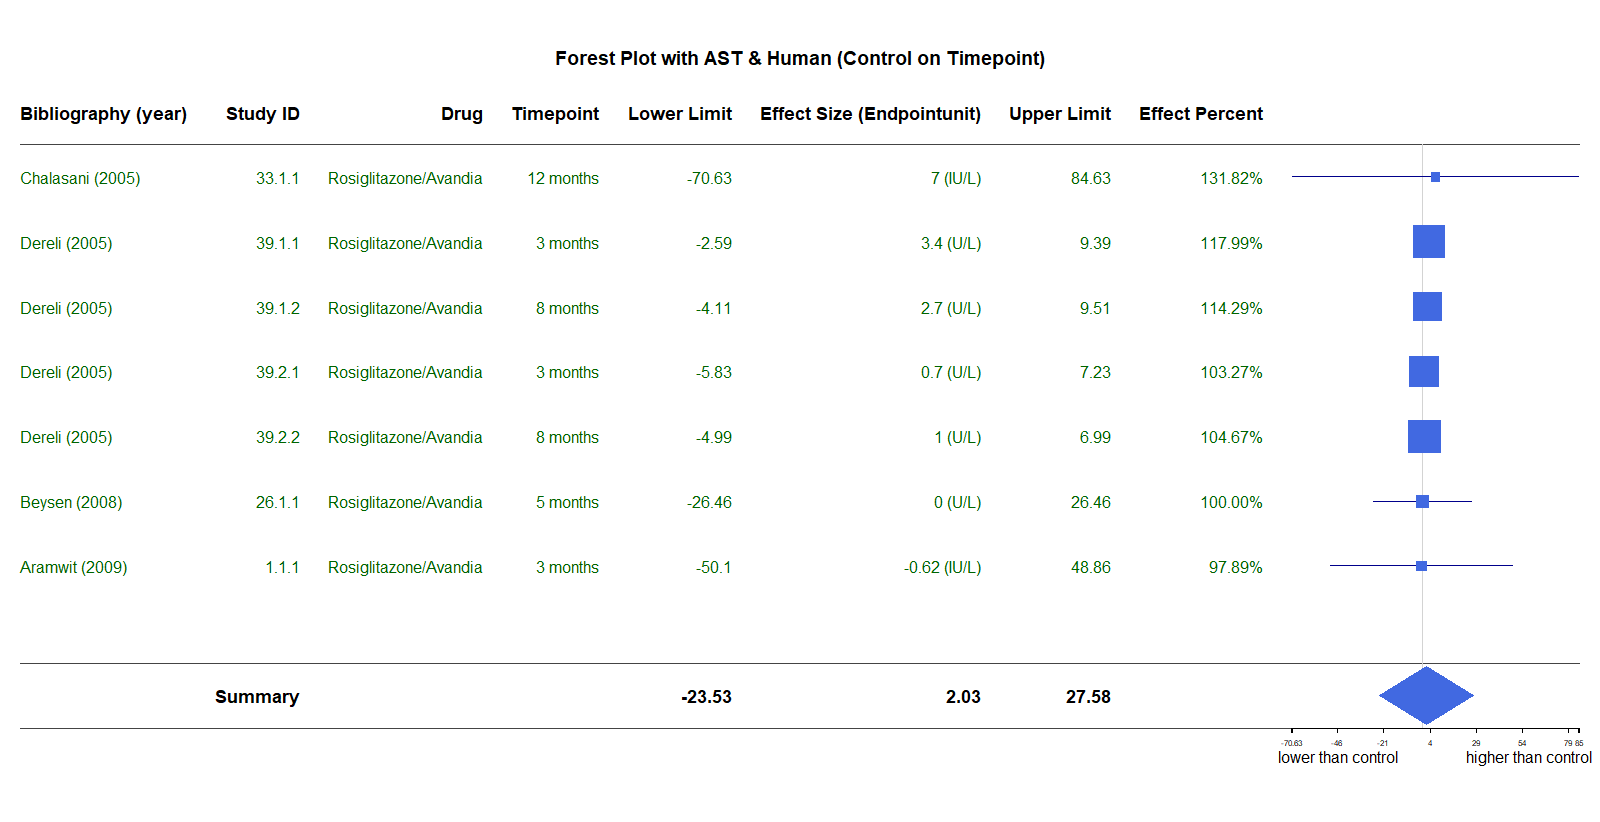 Forest Plot with AST & Human (Control on Timepoint)
Bibliography (year) Study ID Drug Timepoint Lower Limit Effect Size (Endpointunit) Upper Limit Effect Percent
Chalasani (2005) 33.1.1 Rosiglitazone/Avandia 12 months -70.63 7 (IU/L) 84.63 131.82%
Dereli (2005) 39.1.1 Rosiglitazone/Avandia 3 months -2.59 3.4 (U/L) 9.39 117.99%
Dereli (2005) 39.1.2 Rosiglitazone/Avandia 8 months -4.11 2.7 (U/L) 9.51 114.29%
Dereli (2005) 39.2.1 Rosiglitazone/Avandia 3 months -5.83 0.7 (U/L) 7.23 103.27%
Dereli (2005) 39.2.2 Rosiglitazone/Avandia 8 months -4.99 1 (U/L) 6.99 104.67%
Beysen (2008) 26.1.1 Rosiglitazone/Avandia 5 months -26.46 0 (U/L) 26.46 100.00%
Aramwit (2009) 1.1.1 Rosiglitazone/Avandia 3 months -50.1 -0.62 (IU/L) 48.86 97.89%
Summary -23.53 2.03 27.58
-70.63 -46 -21 4 29 54 79 85
lower than control higher than control